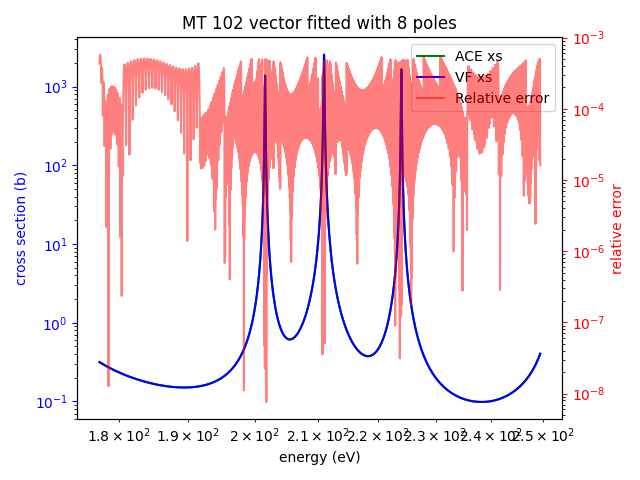 MT 102 vector fitted with 8 poles
ACE xs
VF xs
Relative error
cross section (b)
10³
10²
10¹
10⁰
10⁻¹
relative error
10⁻³
10⁻⁴
10⁻⁵
10⁻⁶
10⁻⁷
10⁻⁸
1.8 × 10² 1.9 × 10² 2 × 10² 2.1 × 10² 2.2 × 10² 2.3 × 10² 2.4 × 10² 2.5 × 10²
energy (eV)